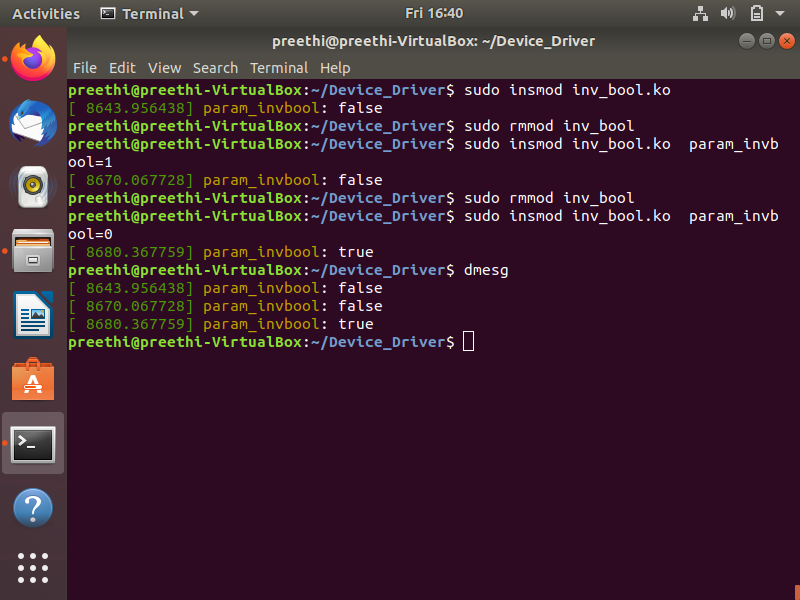 Activities Terminal Fri 16:40
preethi@preethi-VirtualBox: ~/Device_Driver
File Edit View Search Terminal Help
preethi@preethi-VirtualBox:~/Device_Driver$ sudo insmod inv_bool.ko
[ 8643.956438] param_invbool: false
preethi@preethi-VirtualBox:~/Device_Driver$ sudo rmmod inv_bool
preethi@preethi-VirtualBox:~/Device_Driver$ sudo insmod inv_bool.ko  param_invb
ool=1
[ 8670.067728] param_invbool: false
preethi@preethi-VirtualBox:~/Device_Driver$ sudo rmmod inv_bool
preethi@preethi-VirtualBox:~/Device_Driver$ sudo insmod inv_bool.ko  param_invb
ool=0
[ 8680.367759] param_invbool: true
preethi@preethi-VirtualBox:~/Device_Driver$ dmesg
[ 8643.956438] param_invbool: false
[ 8670.067728] param_invbool: false
[ 8680.367759] param_invbool: true
preethi@preethi-VirtualBox:~/Device_Driver$